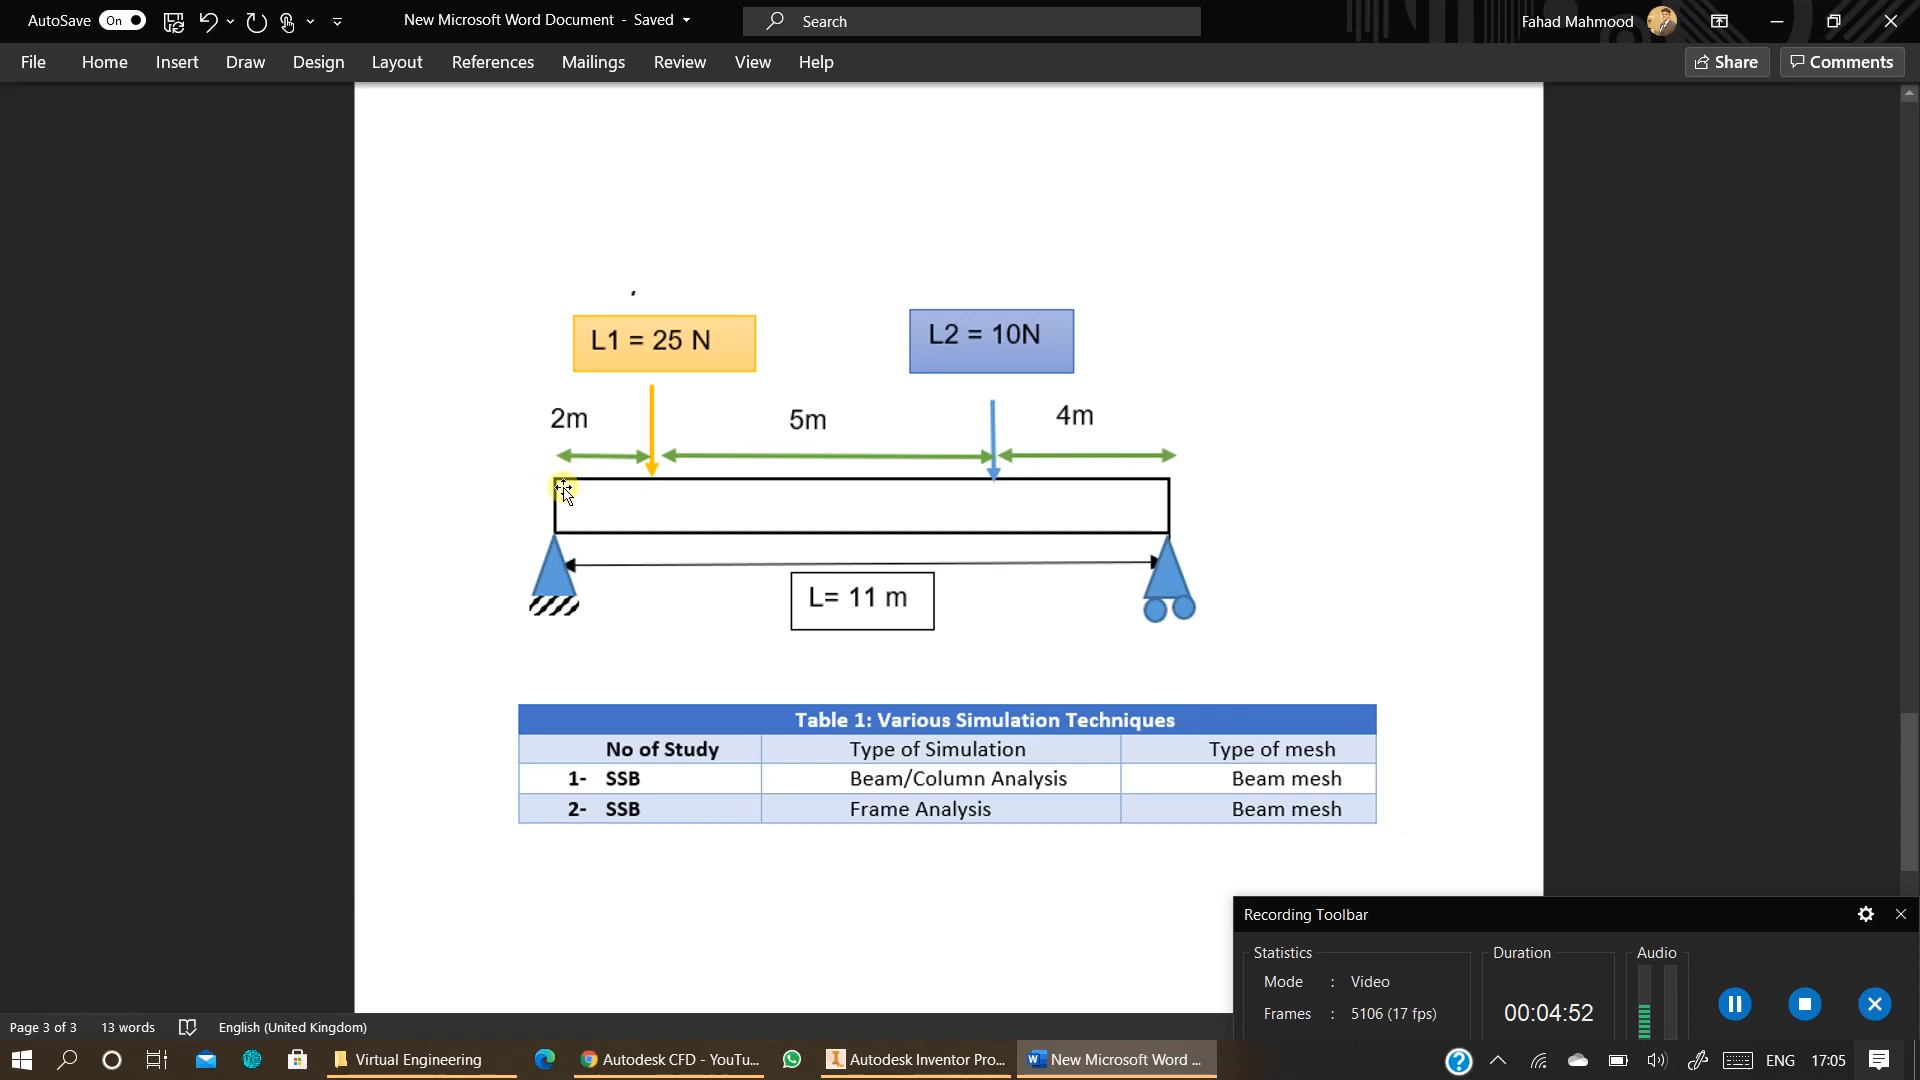 AutoSave On New Microsoft Word Document - Saved Search Fahad Mahmood
File Home Insert Draw Design Layout References Mailings Review View Help Share Comments
L1 = 25 N
L2 = 10N
2m
5m
4m
L= 11 m
Table 1: Various Simulation Techniques
No of Study Type of Simulation Type of mesh
1- SSB Beam/Column Analysis Beam mesh
2- SSB Frame Analysis Beam mesh
Recording Toolbar
Statistics Duration Audio
Mode : Video
Frames : 5106 (17 fps)
00:04:52
Page 3 of 3 13 words English (United Kingdom)
Virtual Engineering Autodesk CFD - YouTu... Autodesk Inventor Pro... New Microsoft Word ... ENG 17:05